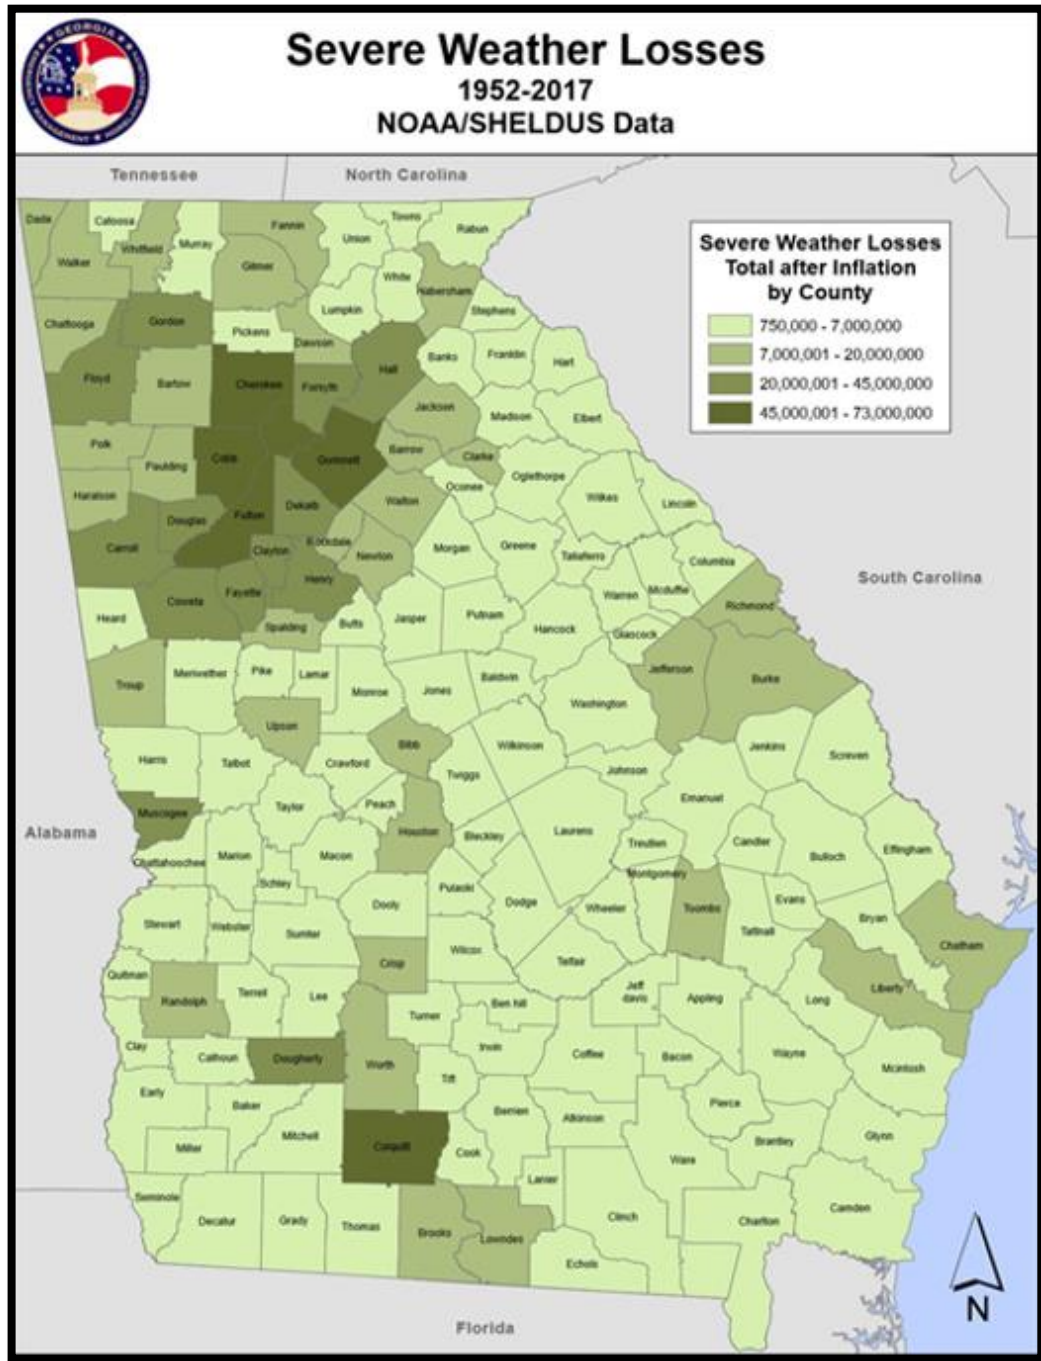 GEORGIA
Severe Weather Losses
1952-2017
NOAA/SHELDUS Data
Tennessee
North Carolina
Severe Weather Losses
Total after Inflation
by County
750,000 - 7,000,000
7,000,001 - 20,000,000
20,000,001 - 45,000,000
45,000,001 - 73,000,000
Dade
Catoosa
Whitfield
Murray
Fannin
Union
Towns
Rabun
Walker
Gilmer
White
Habersham
Lumpkin
Stephens
Chattooga
Gordon
Pickens
Dawson
Banks
Franklin
Hart
Floyd
Bartow
Cherokee
Forsyth
Hall
Jackson
Madison
Elbert
Polk
Paulding
Cobb
Gwinnett
Barrow
Clarke
Oconee
Oglethorpe
Wilkes
Lincoln
Haralson
Douglas
Fulton
Dekalb
Walton
Carroll
Clayton
Rockdale
Newton
Morgan
Greene
Taliaferro
Columbia
South Carolina
Coweta
Fayette
Henry
Warren
Mcduffie
Richmond
Heard
Spalding
Butts
Jasper
Putnam
Hancock
Glascock
Troup
Meriwether
Pike
Lamar
Monroe
Jones
Baldwin
Washington
Jefferson
Burke
Upson
Bibb
Wilkinson
Jenkins
Screven
Harris
Talbot
Crawford
Twiggs
Johnson
Emanuel
Alabama
Muscogee
Taylor
Peach
Houston
Bleckley
Laurens
Treutlen
Candler
Bulloch
Effingham
Chattahoochee
Marion
Macon
Schley
Pulaski
Dodge
Montgomery
Wheeler
Toombs
Evans
Tattnall
Bryan
Chatham
Stewart
Webster
Sumter
Dooly
Wilcox
Telfair
Quitman
Randolph
Terrell
Lee
Crisp
Turner
Ben hill
Jeff
davis
Appling
Long
Liberty
Clay
Calhoun
Dougherty
Worth
Irwin
Coffee
Bacon
Wayne
Mcintosh
Early
Baker
Tift
Berrien
Atkinson
Pierce
Miller
Mitchell
Colquitt
Cook
Ware
Brantley
Glynn
Seminole
Decatur
Grady
Thomas
Brooks
Lowndes
Lanier
Clinch
Echols
Charlton
Camden
Florida
N